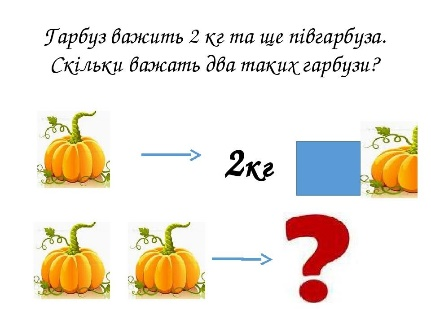 Гарбуз важить 2 кг та ще півгарбуза.
Скільки важать два таких гарбузи?
2кг
?